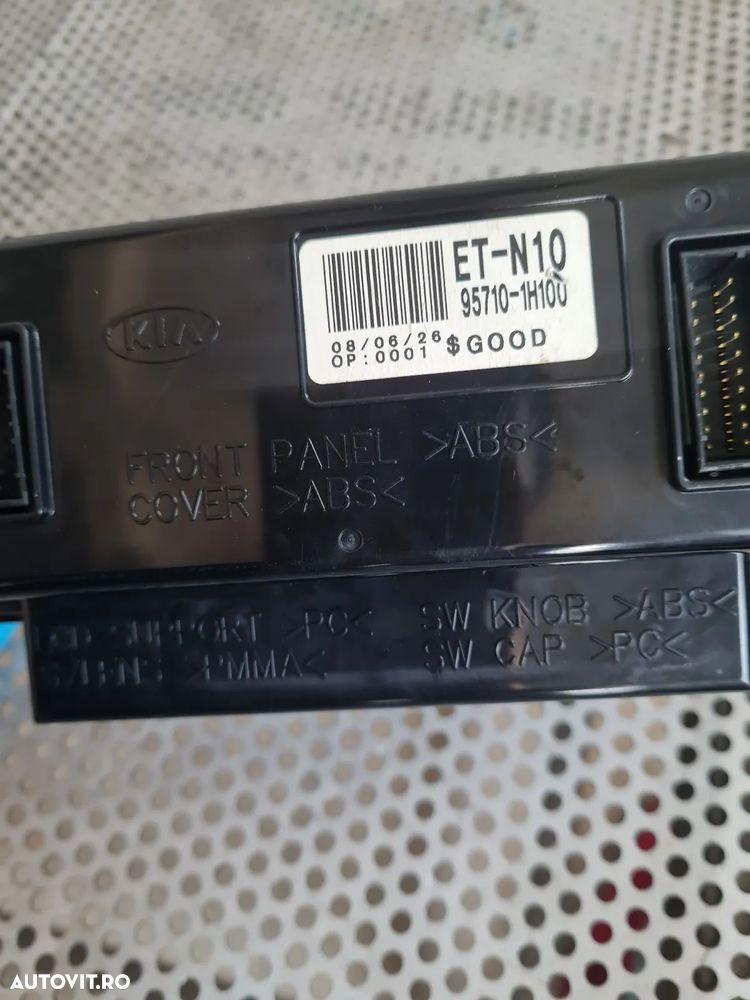 ET-N10
95710-1H100
08/06/26 $GOOD
OP:0001
KIA
FRONT PANEL >ABS<
COVER >ABS<
LCD SUPPORT >PC< SW KNOB >ABS<
>PMMA< SW CAP >PC<
AUTOVIT.RO